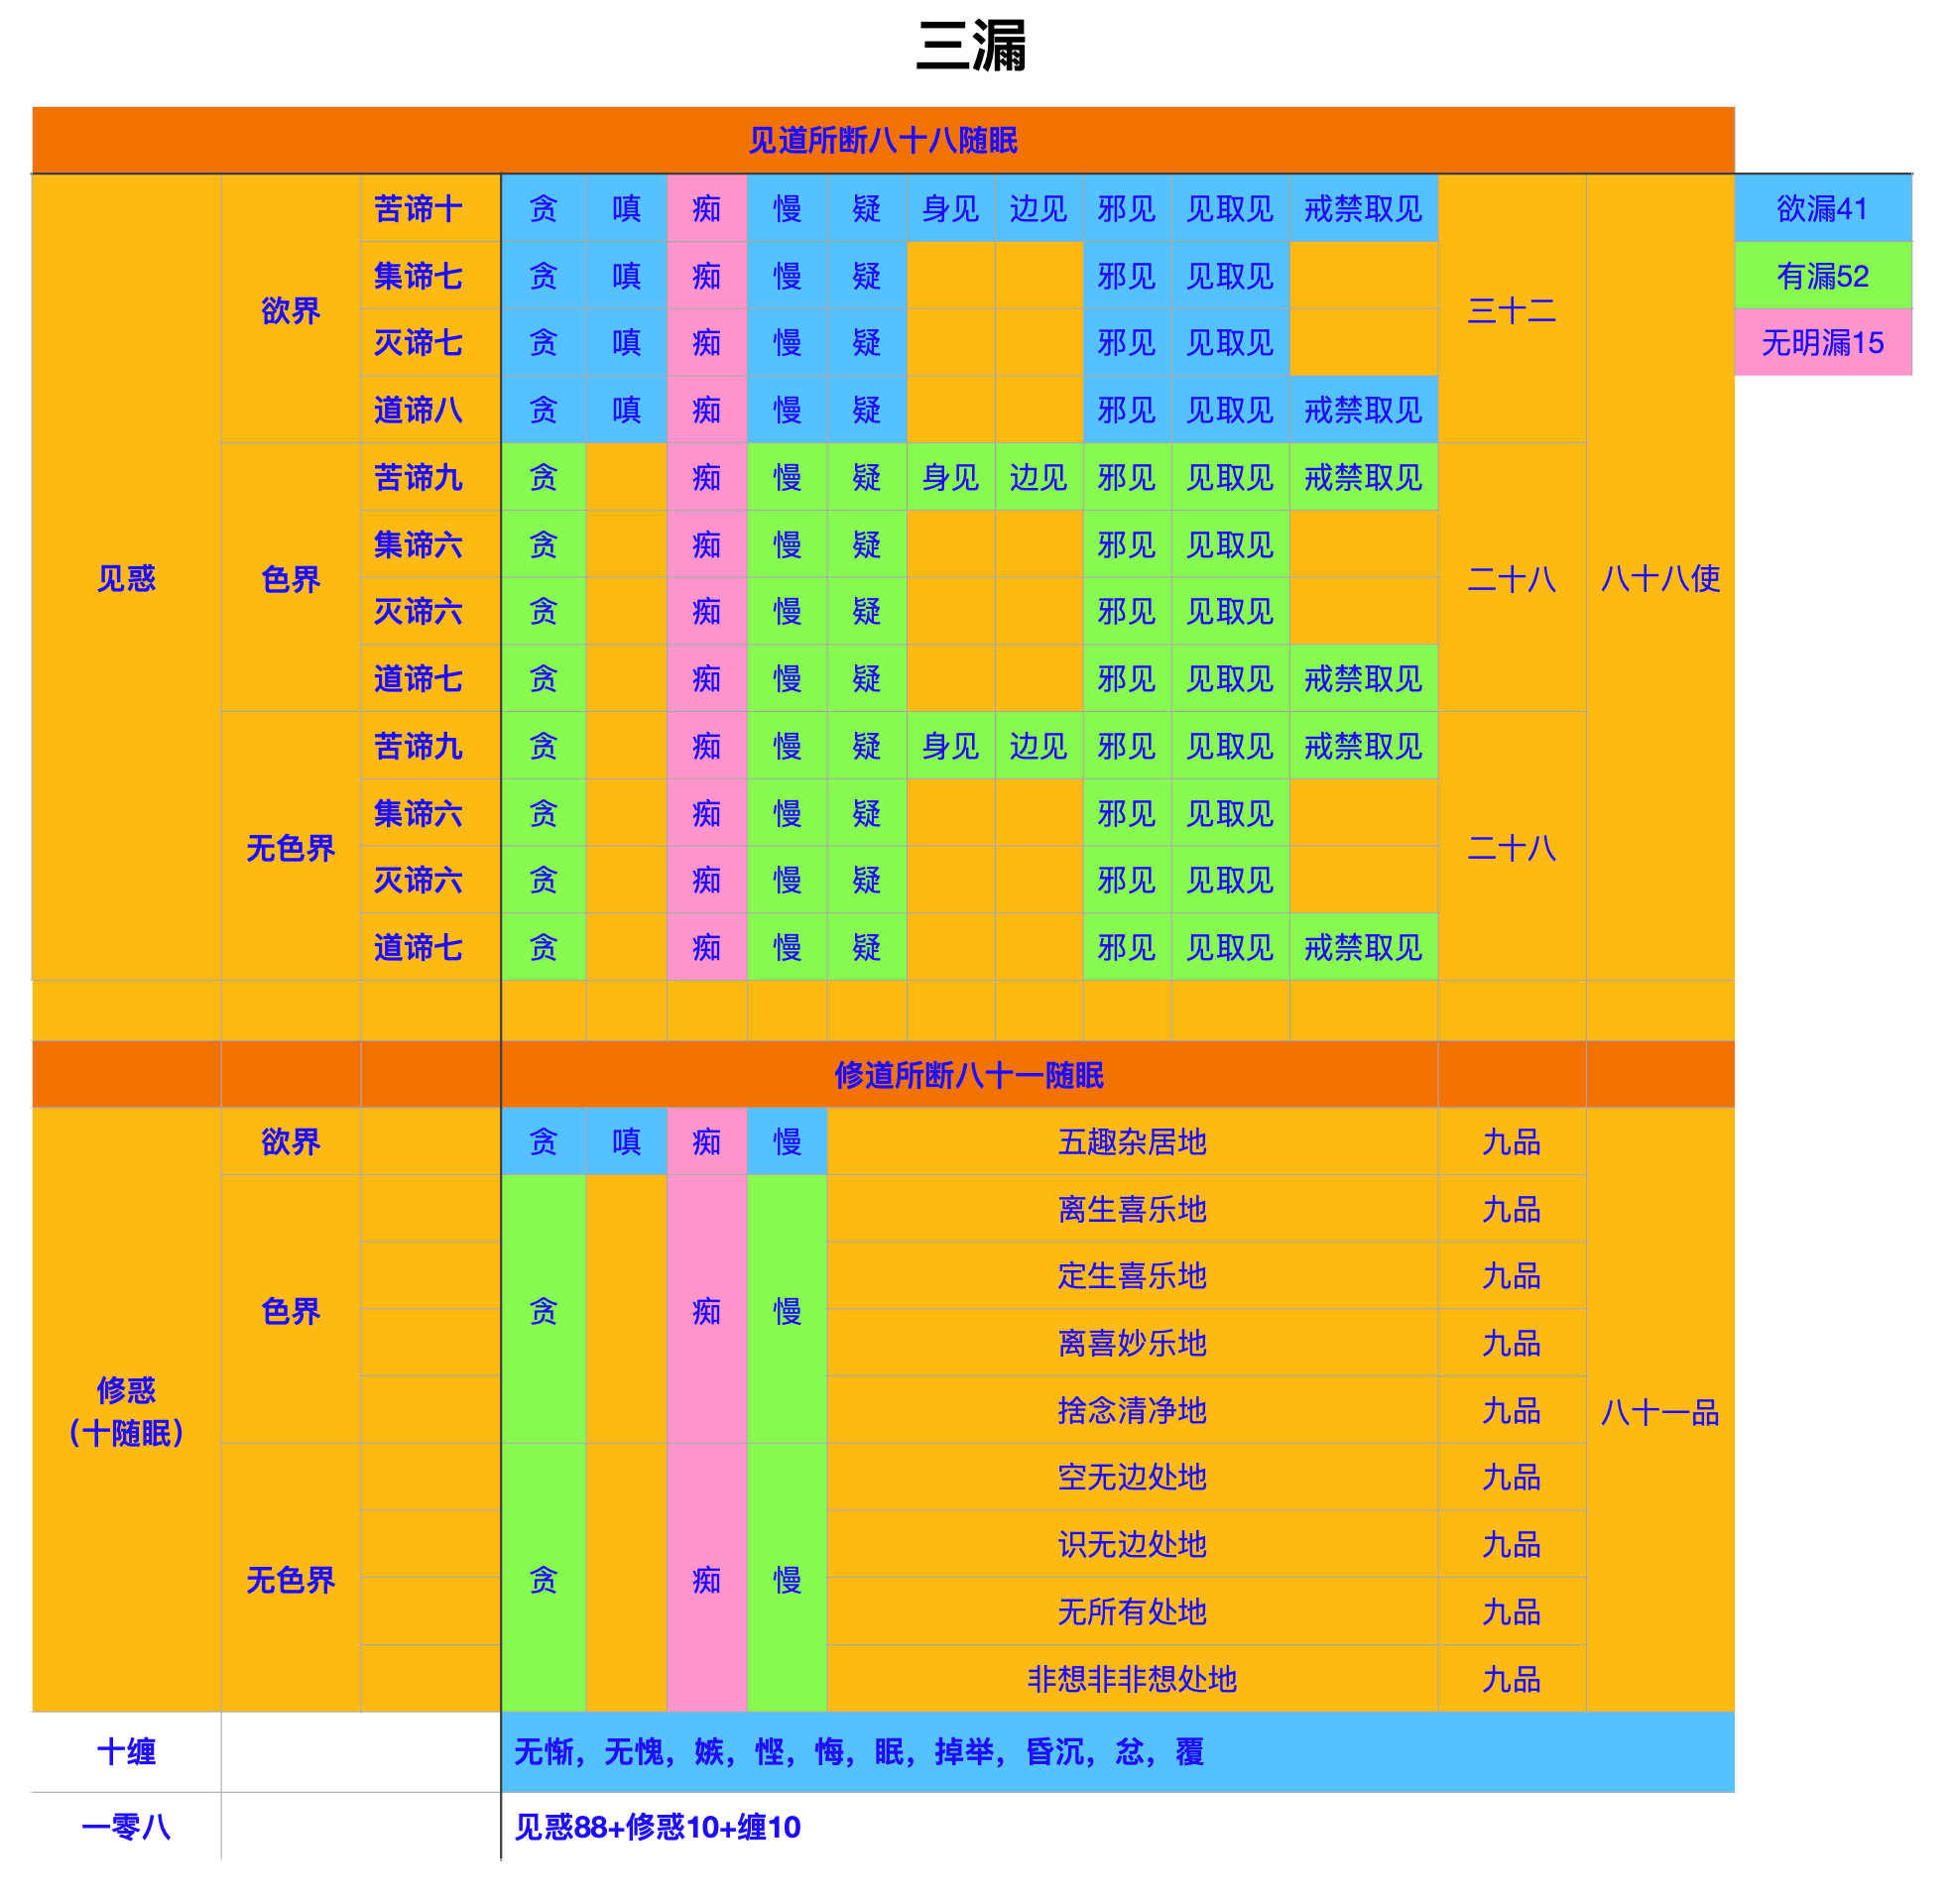 三漏
见道所断八十八随眠
见惑 欲界 苦谛十 贪 嗔 痴 慢 疑 身见 边见 邪见 见取见 戒禁取见 三十二 八十八使 欲漏41
集谛七 贪 嗔 痴 慢 疑 邪见 见取见 有漏52
灭谛七 贪 嗔 痴 慢 疑 邪见 见取见 无明漏15
道谛八 贪 嗔 痴 慢 疑 邪见 见取见 戒禁取见
色界 苦谛九 贪 痴 慢 疑 身见 边见 邪见 见取见 戒禁取见 二十八
集谛六 贪 痴 慢 疑 邪见 见取见
灭谛六 贪 痴 慢 疑 邪见 见取见
道谛七 贪 痴 慢 疑 邪见 见取见 戒禁取见
无色界 苦谛九 贪 痴 慢 疑 身见 边见 邪见 见取见 戒禁取见 二十八
集谛六 贪 痴 慢 疑 邪见 见取见
灭谛六 贪 痴 慢 疑 邪见 见取见
道谛七 贪 痴 慢 疑 邪见 见取见 戒禁取见
修道所断八十一随眠
修惑
（十随眠） 欲界 贪 嗔 痴 慢 五趣杂居地 九品 八十一品
色界 贪 痴 慢 离生喜乐地 九品
定生喜乐地 九品
离喜妙乐地 九品
捨念清净地 九品
无色界 贪 痴 慢 空无边处地 九品
识无边处地 九品
无所有处地 九品
非想非非想处地 九品
十缠 无惭，无愧，嫉，悭，悔，眠，掉举，昏沉，忿，覆
一零八 见惑88+修惑10+缠10